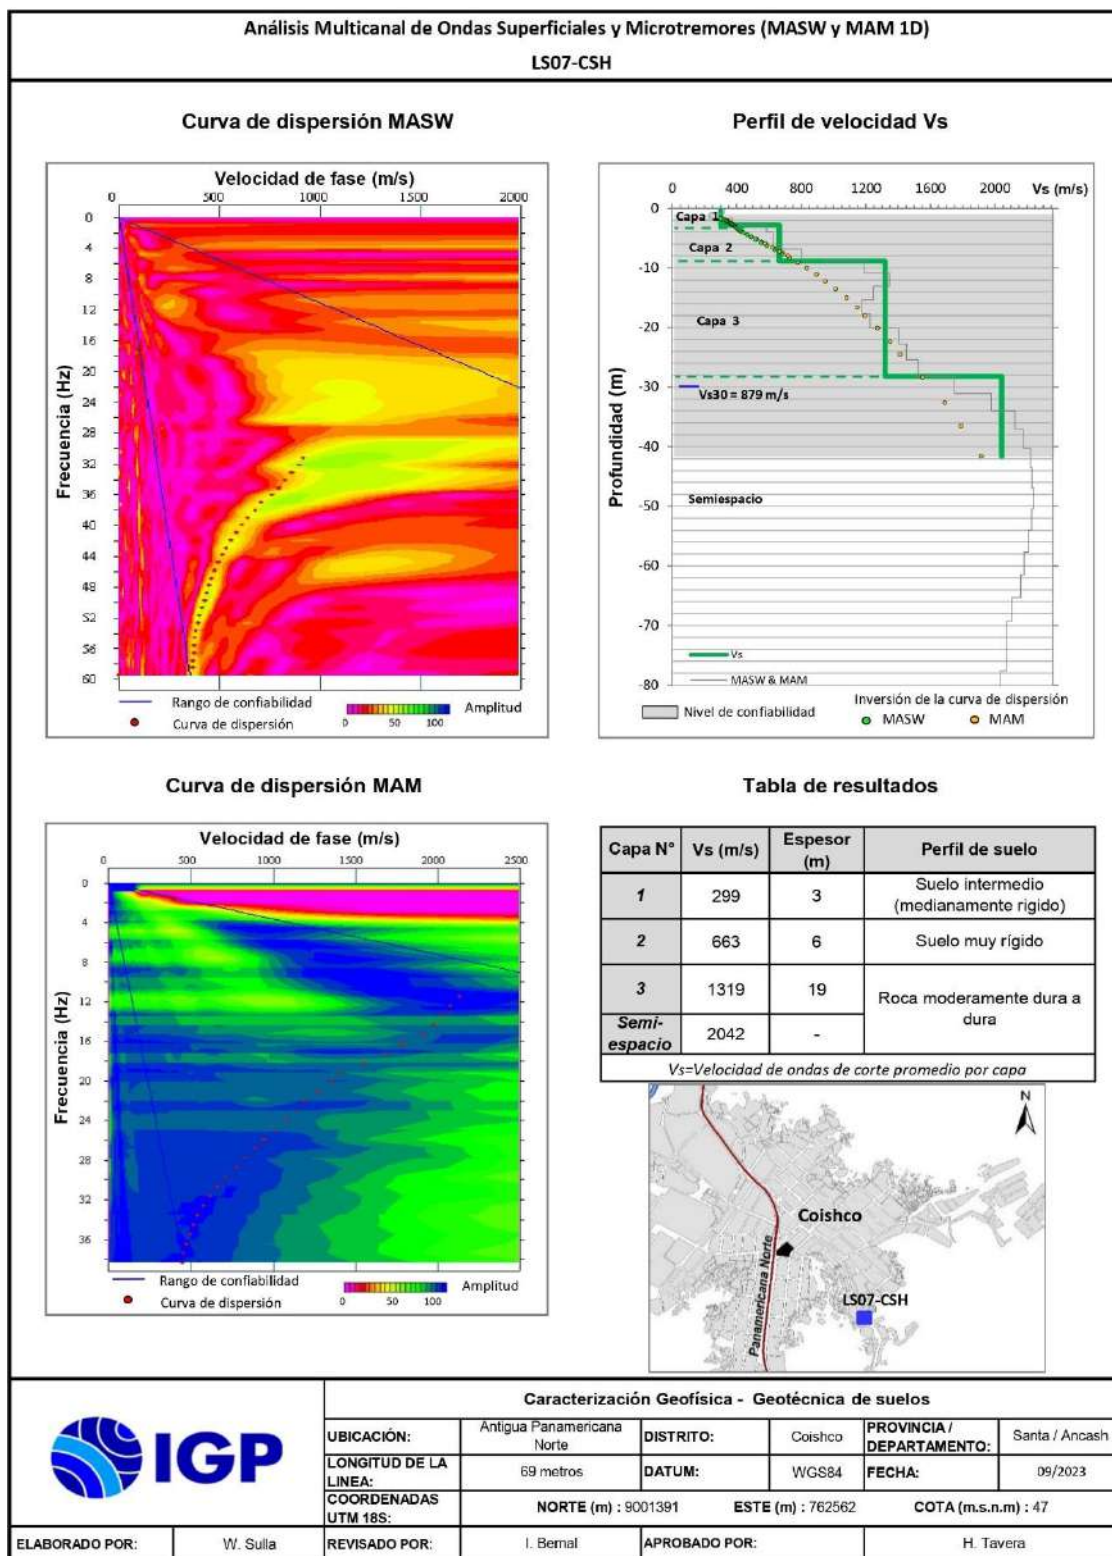 Análisis Multicanal de Ondas Superficiales y Microtremores (MASW y MAM 1D)
LS07-CSH
Curva de dispersión MASW
Velocidad de fase (m/s)
0 500 1000 1500 2000
Frecuencia (Hz)
0
4
8
12
16
20
24
28
32
36
40
44
48
52
56
60
Rango de confiabilidad
Curva de dispersión
0 50 100
Amplitud
Perfil de velocidad Vs
0 400 800 1200 1600 2000 Vs (m/s)
Profundidad (m)
0
-10
-20
-30
-40
-50
-60
-70
-80
Capa 1
Capa 2
Capa 3
Vs30 = 879 m/s
Semiespacio
Vs
MASW & MAM
Nivel de confiabilidad
Inversión de la curva de dispersión
MASW MAM
Curva de dispersión MAM
Velocidad de fase (m/s)
0 500 1000 1500 2000 2500
Frecuencia (Hz)
0
4
8
12
16
20
24
28
32
36
Rango de confiabilidad
Curva de dispersión
0 50 100
Amplitud
Tabla de resultados
Capa N° Vs (m/s) Espesor (m) Perfil de suelo
1 299 3 Suelo intermedio (medianamente rigido)
2 663 6 Suelo muy rígido
3 1319 19 Roca moderamente dura a dura
Semi-espacio 2042 -
Vs=Velocidad de ondas de corte promedio por capa
N
Coishco
Panamericana Norte
LS07-CSH
IGP
Caracterización Geofísica - Geotécnica de suelos
UBICACIÓN: Antigua Panamericana Norte DISTRITO: Coishco PROVINCIA / DEPARTAMENTO: Santa / Ancash
LONGITUD DE LA LINEA: 69 metros DATUM: WGS84 FECHA: 09/2023
COORDENADAS UTM 18S: NORTE (m) : 9001391 ESTE (m) : 762562 COTA (m.s.n.m) : 47
ELABORADO POR: W. Sulla REVISADO POR: I. Bernal APROBADO POR: H. Tavera